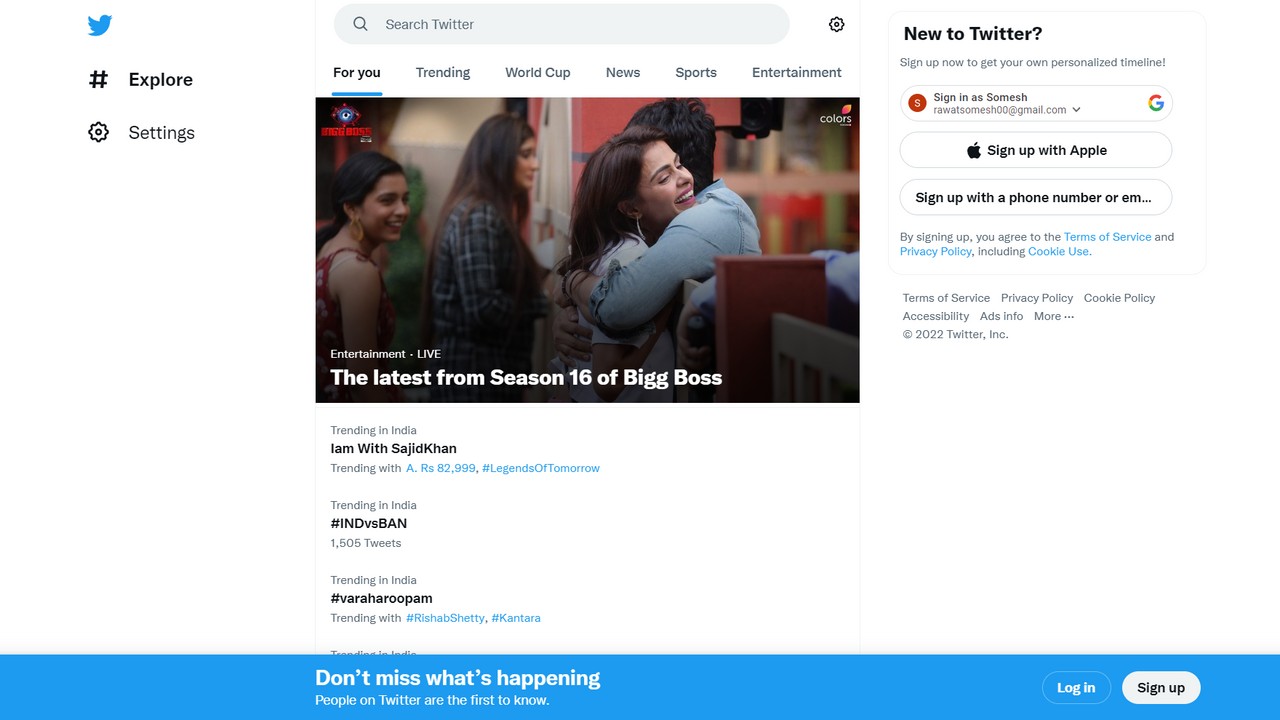 Explore
Settings
Search Twitter
For you Trending World Cup News Sports Entertainment
BIGG BOSS
colors
Entertainment · LIVE
The latest from Season 16 of Bigg Boss
Trending in India
Iam With SajidKhan
Trending with A. Rs 82,999, #LegendsOfTomorrow
Trending in India
#INDvsBAN
1,505 Tweets
Trending in India
#varaharoopam
Trending with #RishabShetty, #Kantara
Trending in India
New to Twitter?
Sign up now to get your own personalized timeline!
S
Sign in as Somesh
rawatsomesh00@gmail.com
Sign up with Apple
Sign up with a phone number or em...
By signing up, you agree to the Terms of Service and
Privacy Policy, including Cookie Use.
Terms of Service Privacy Policy Cookie Policy
Accessibility Ads info More ···
© 2022 Twitter, Inc.
Don’t miss what’s happening
People on Twitter are the first to know.
Log in
Sign up